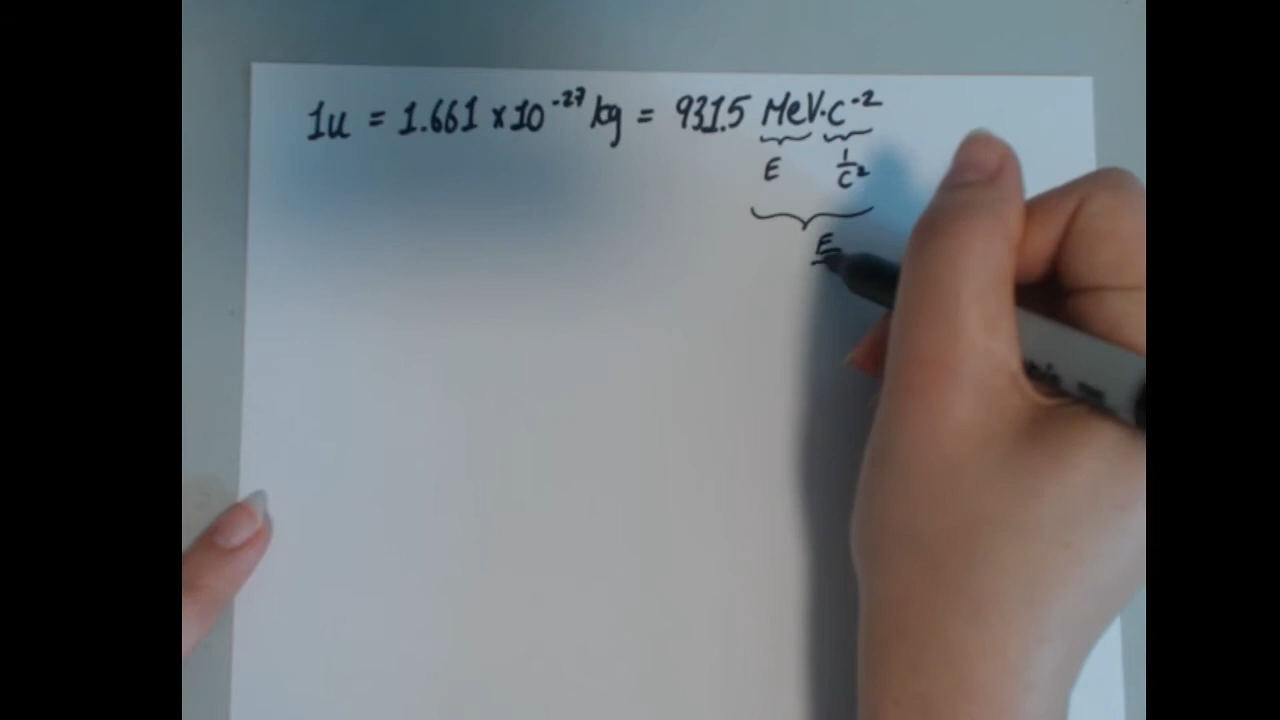 1u = 1.661 × 10⁻²⁷ kg = 931.5 MeV·c⁻²
E 1/c²
E